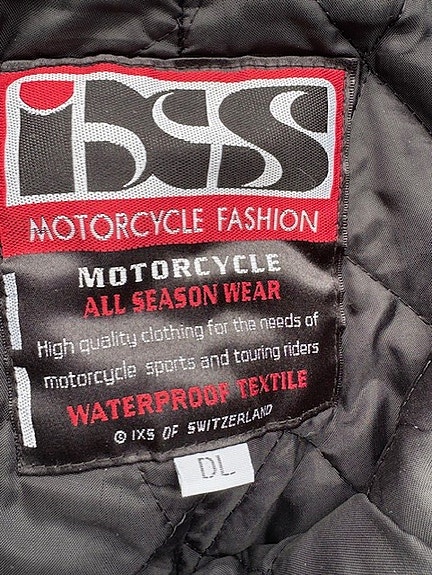 iXS
MOTORCYCLE FASHION
MOTORCYCLE
ALL SEASON WEAR
High quality clothing for the needs of
motorcycle sports and touring riders
WATERPROOF TEXTILE
© IXS OF SWITZERLAND
DL